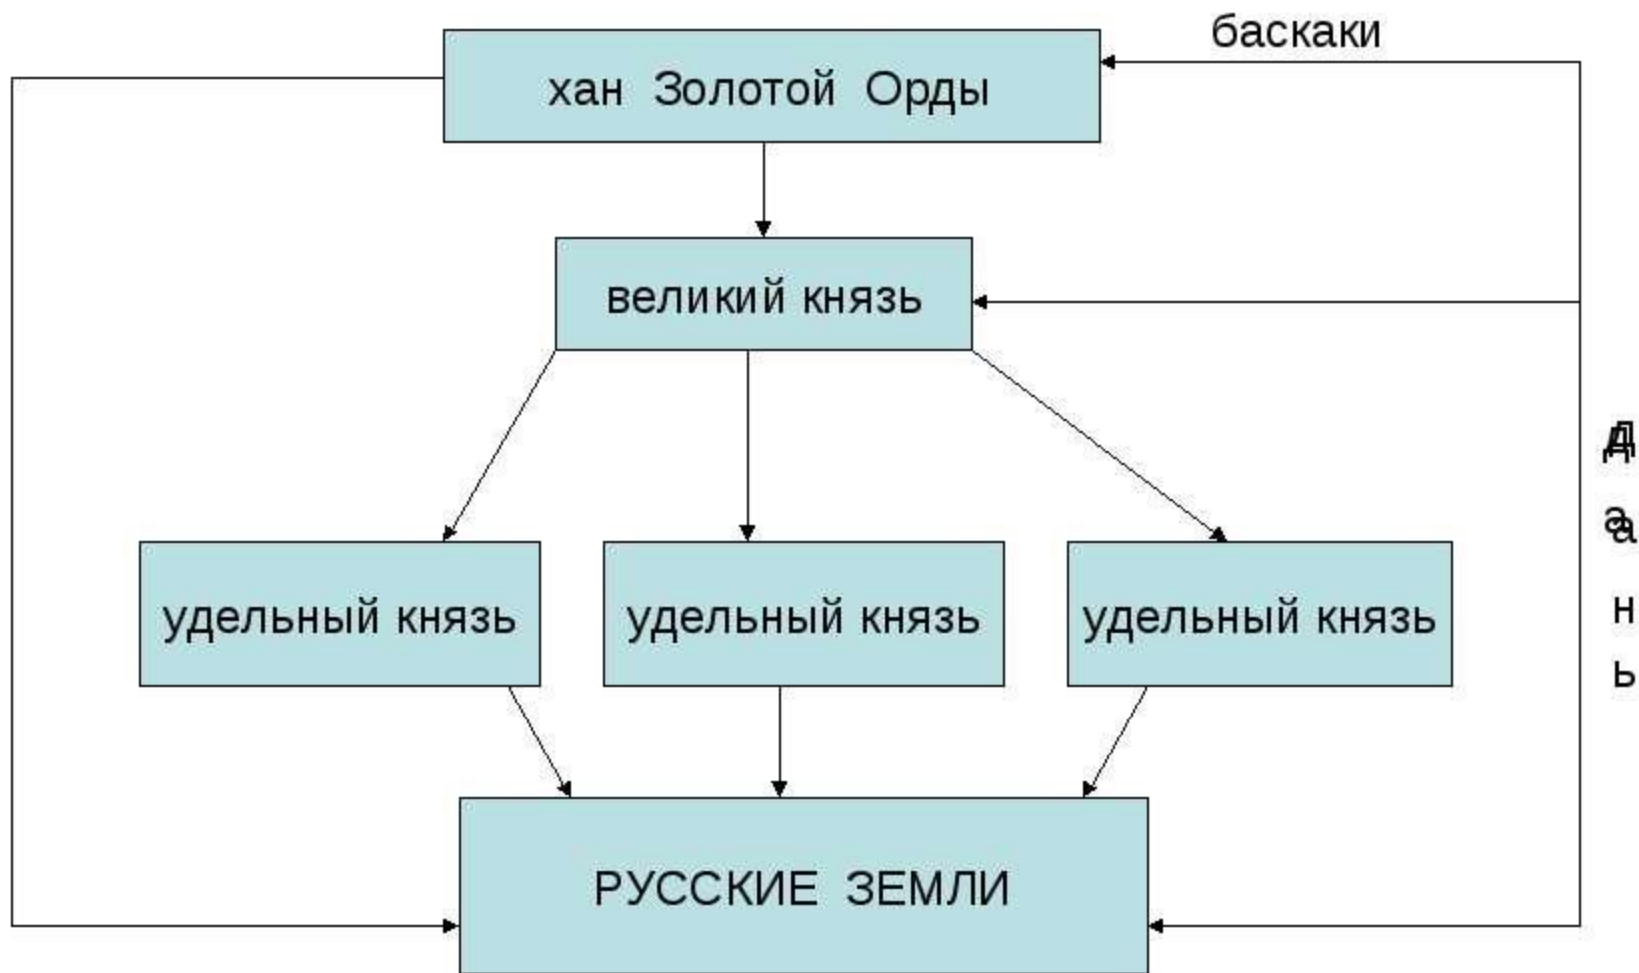 баскаки
хан Золотой Орды
великий князь
удельный князь
удельный князь
удельный князь
дань
РУССКИЕ ЗЕМЛИ